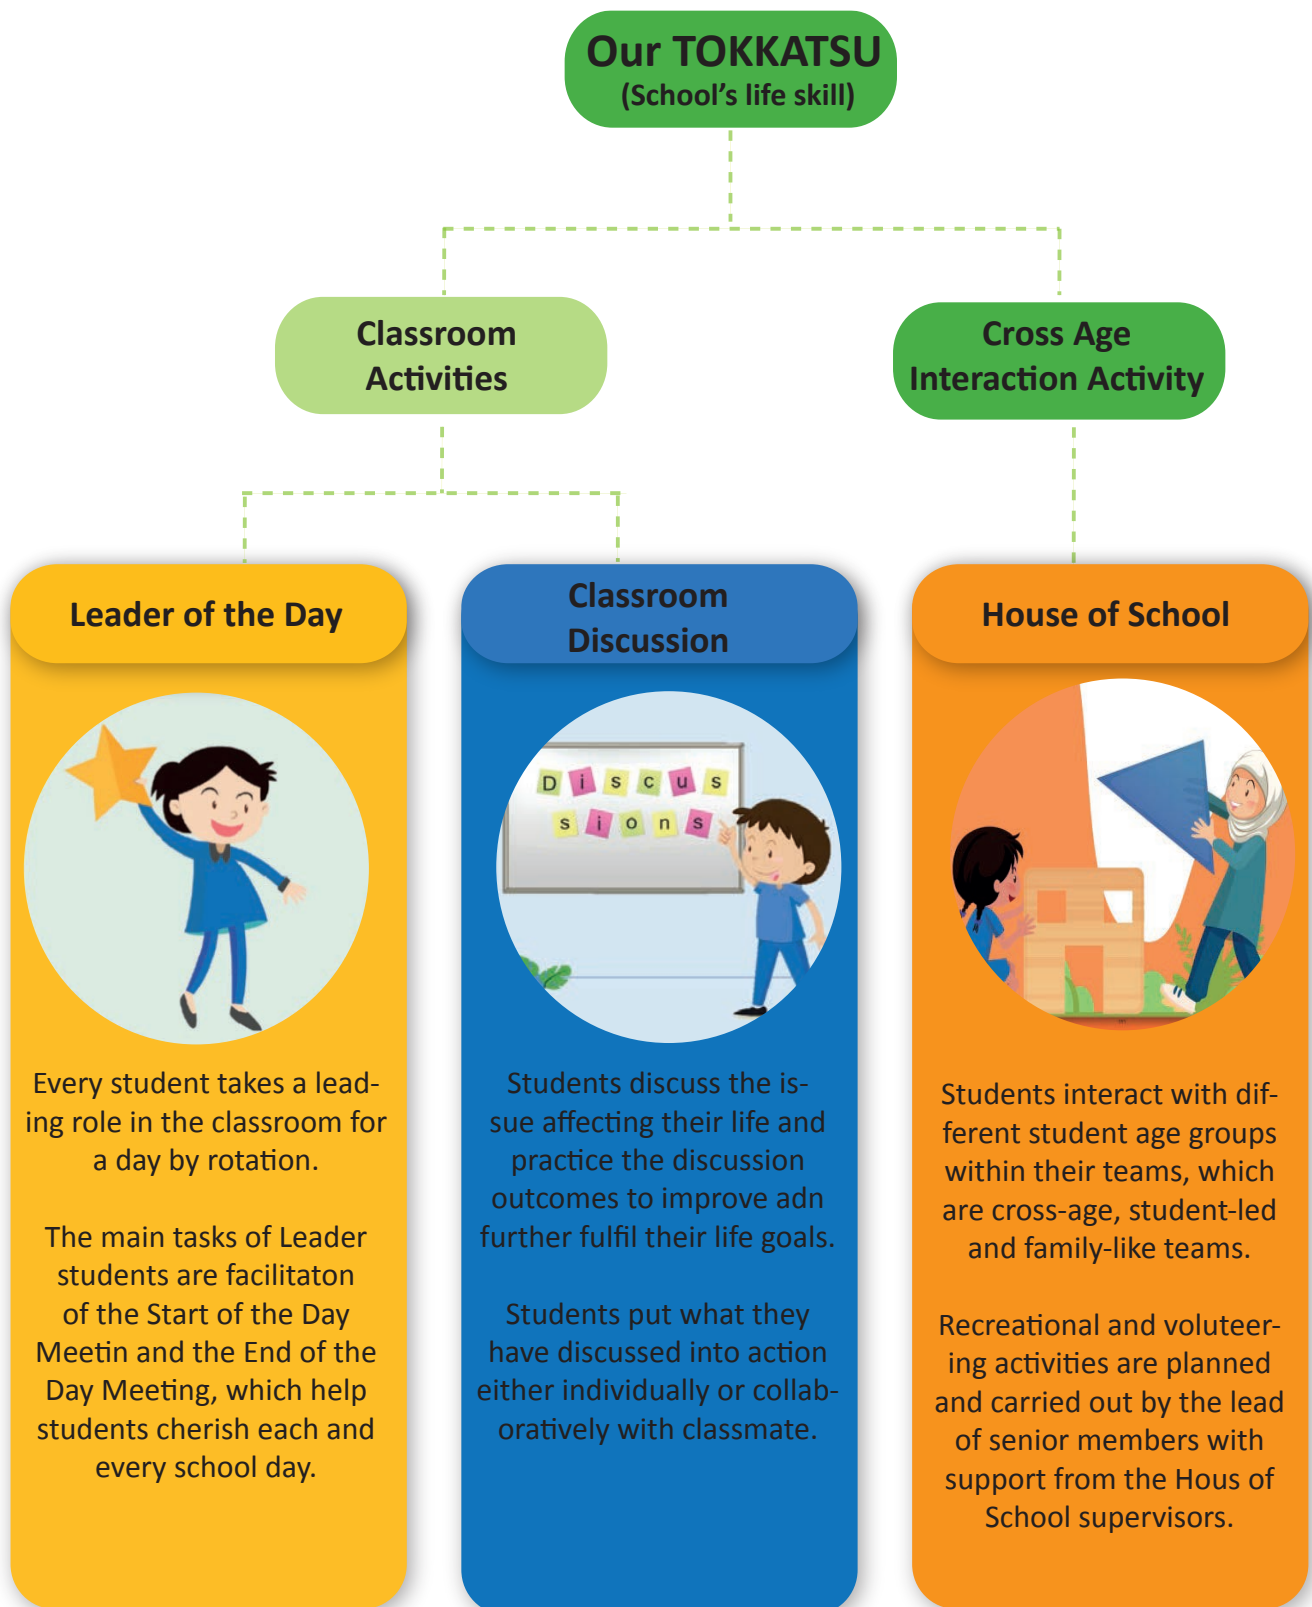 Our TOKKATSU
(School's life skill)
Classroom
Activities
Cross Age
Interaction Activity
Leader of the Day
Every student takes a lead-
ing role in the classroom for
a day by rotation.
The main tasks of Leader
students are facilitaton
of the Start of the Day
Meetin and the End of the
Day Meeting, which help
students cherish each and
every school day.
Classroom
Discussion
D i s c u s
s i o n s
Students discuss the is-
sue affecting their life and
practice the discussion
outcomes to improve adn
further fulfil their life goals.
Students put what they
have discussed into action
either individually or collab-
oratively with classmate.
House of School
Students interact with dif-
ferent student age groups
within their teams, which
are cross-age, student-led
and family-like teams.
Recreational and voluteer-
ing activities are planned
and carried out by the lead
of senior members with
support from the Hous of
School supervisors.